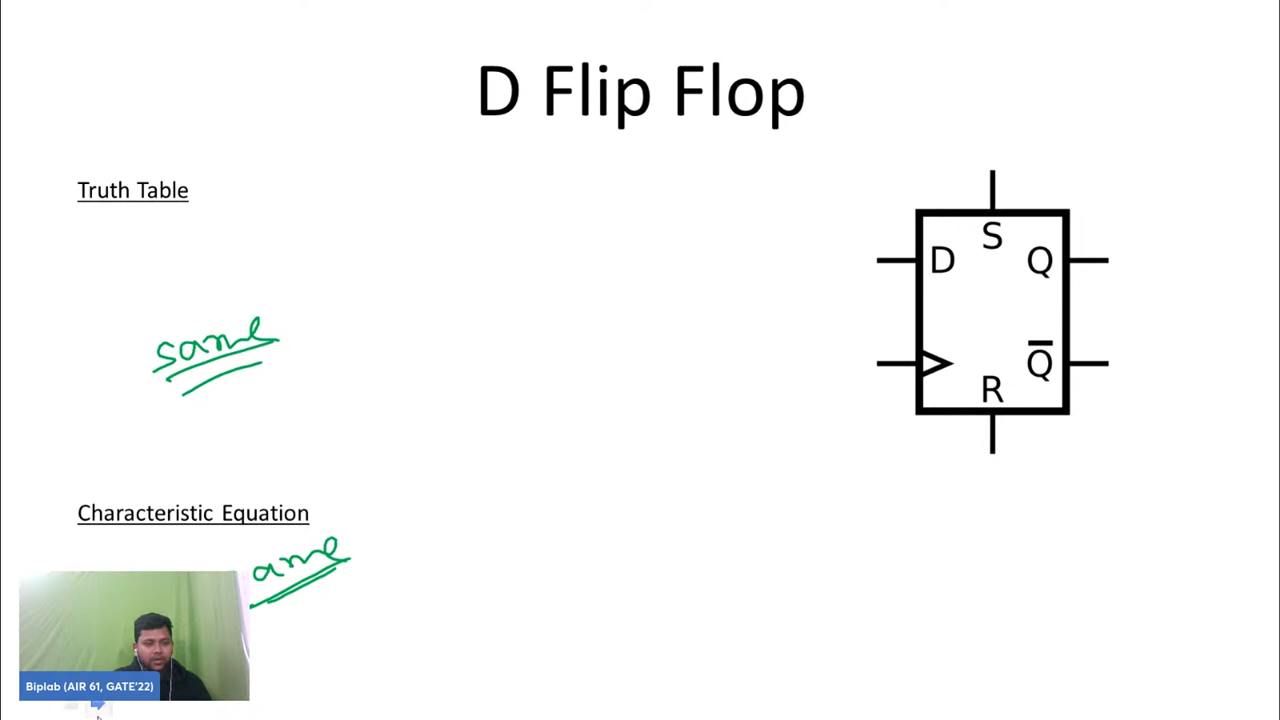 D Flip Flop
Truth Table
S
D Q
same
Q̅
R
Characteristic Equation
ame
Biplab (AIR 61, GATE'22)